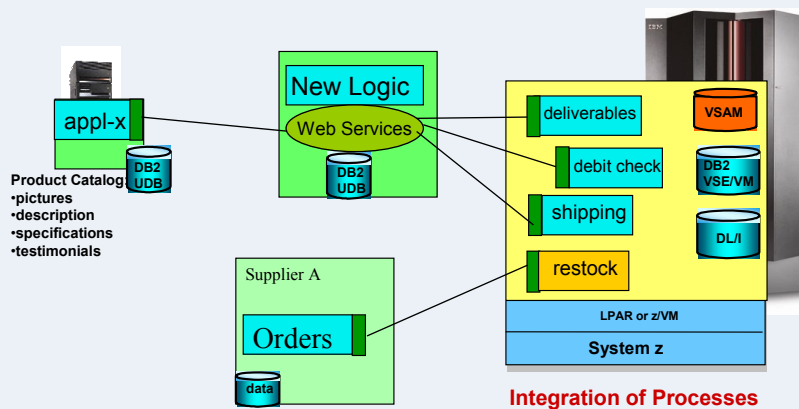 appl-x
DB2
UDB
Product Catalog:
•pictures
•description
•specifications
•testimonials
New Logic
Web Services
DB2
UDB
Supplier A
Orders
data
IBM
deliverables
debit check
shipping
restock
VSAM
DB2
VSE/VM
DL/I
LPAR or z/VM
System z
Integration of Processes